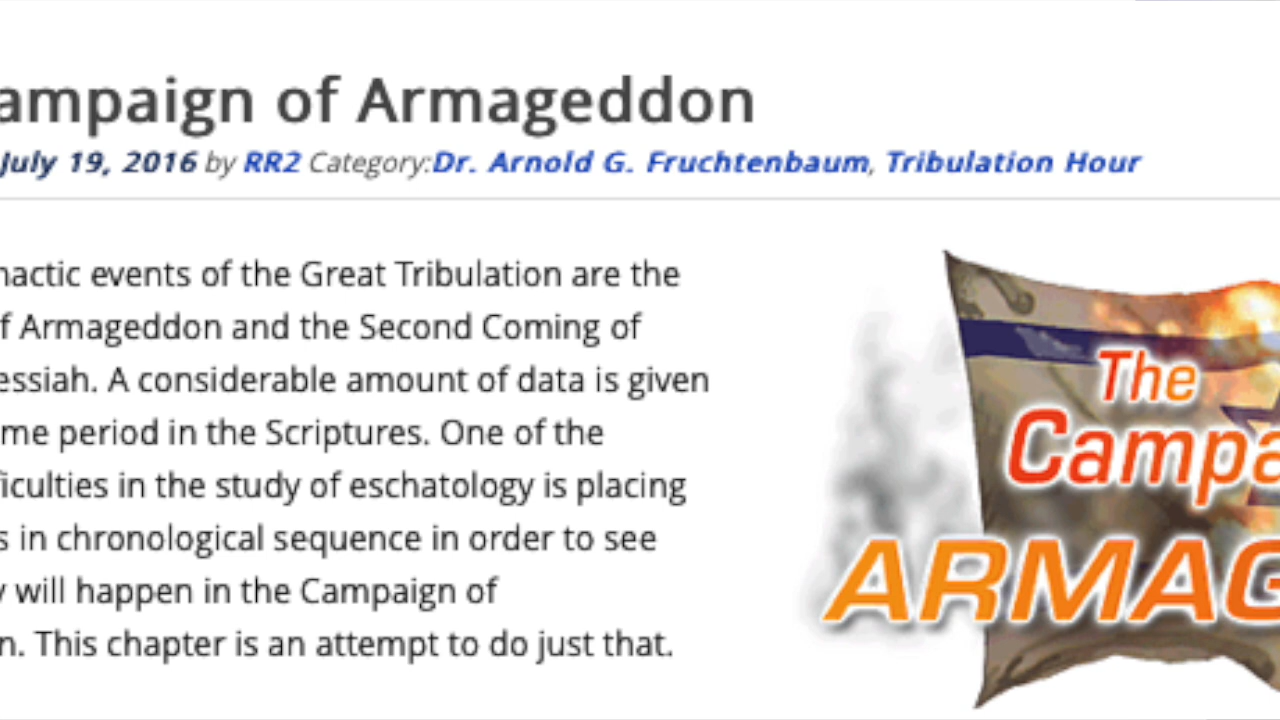 ampaign of Armageddon
July 19, 2016 by RR2 Category:Dr. Arnold G. Fruchtenbaum, Tribulation Hour
nactic events of the Great Tribulation are the
f Armageddon and the Second Coming of
essiah. A considerable amount of data is given
me period in the Scriptures. One of the
ficulties in the study of eschatology is placing
s in chronological sequence in order to see
y will happen in the Campaign of
n. This chapter is an attempt to do just that.
The
Campa
ARMAG